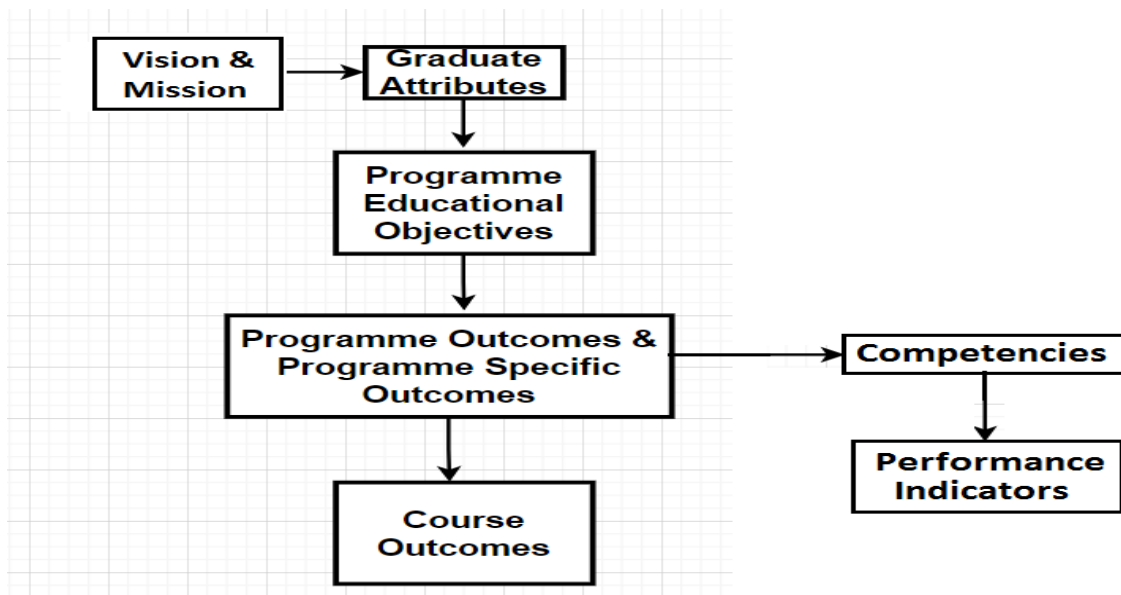 Vision &
Mission
Graduate
Attributes
Programme
Educational
Objectives
Programme Outcomes &
Programme Specific
Outcomes
Competencies
Performance
Indicators
Course
Outcomes